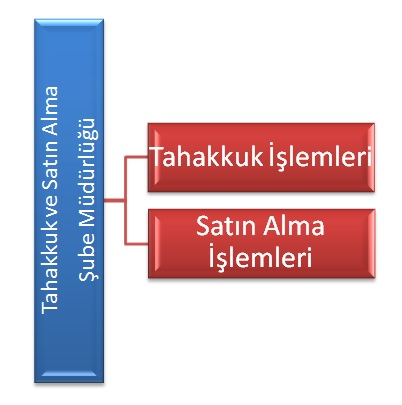 Tahakkuk ve Satın Alma
Şube Müdürlüğü
Tahakkuk İşlemleri
Satın Alma
İşlemleri